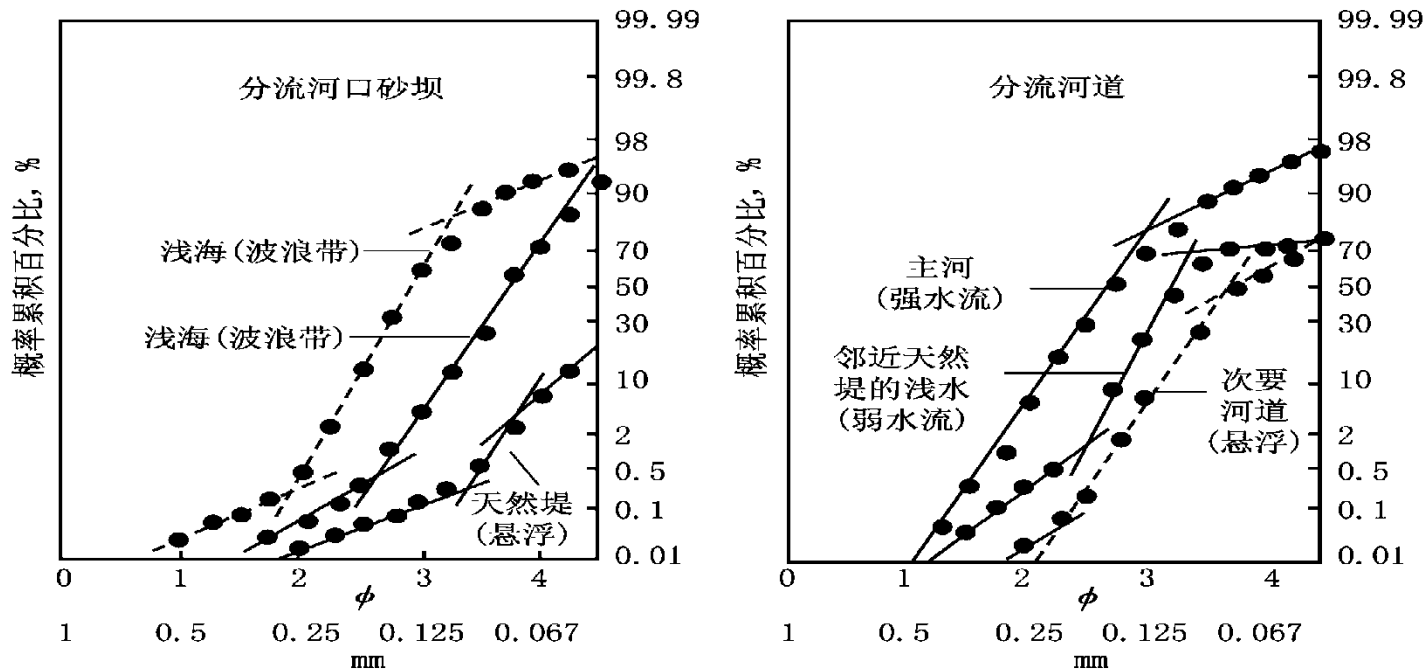 分流河口砂坝
浅海(波浪带)
浅海(波浪带)
天然堤
(悬浮)
概率累积百分比, %
99.99
99.8
98
90
70
50
30
10
2
0.5
0.1
0.01
0 1 2 3 4
φ
1 0.5 0.25 0.125 0.067
mm
分流河道
主河
(强水流)
邻近天然
堤的浅水
(弱水流)
次要
河道
(悬浮)
概率累积百分比, %
99.99
99.8
98
90
70
50
30
10
2
0.5
0.1
0.01
0 1 2 3 4
φ
1 0.5 0.25 0.125 0.067
mm